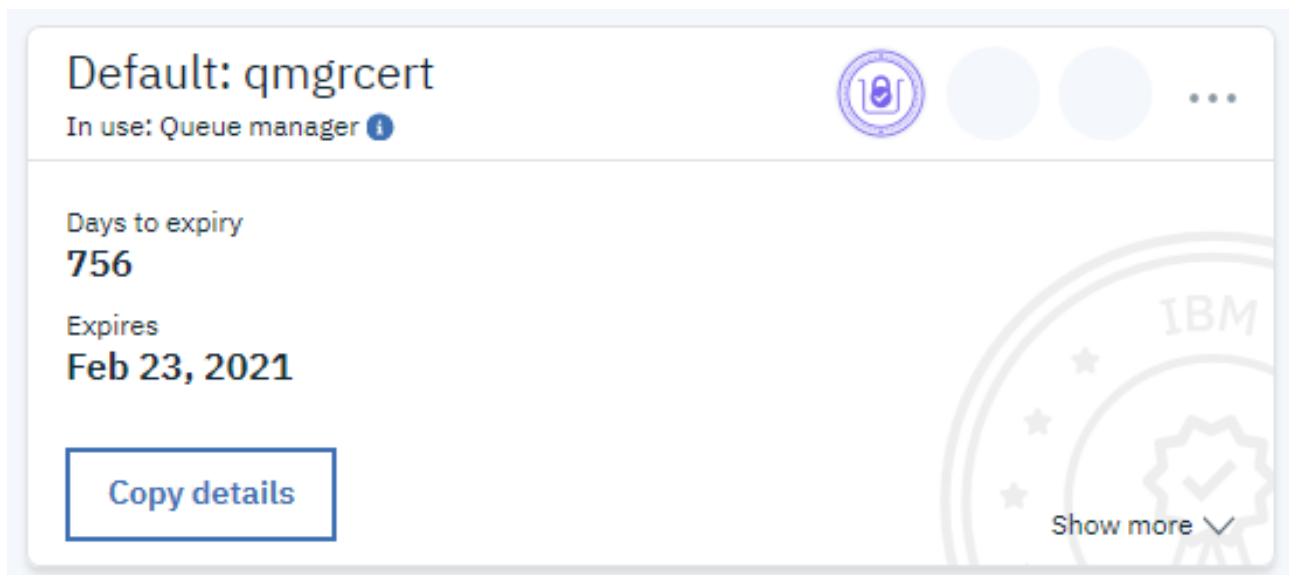 Default: qmgrcert
In use: Queue manager
Days to expiry
756
Expires
Feb 23, 2021
IBM
Copy details
Show more